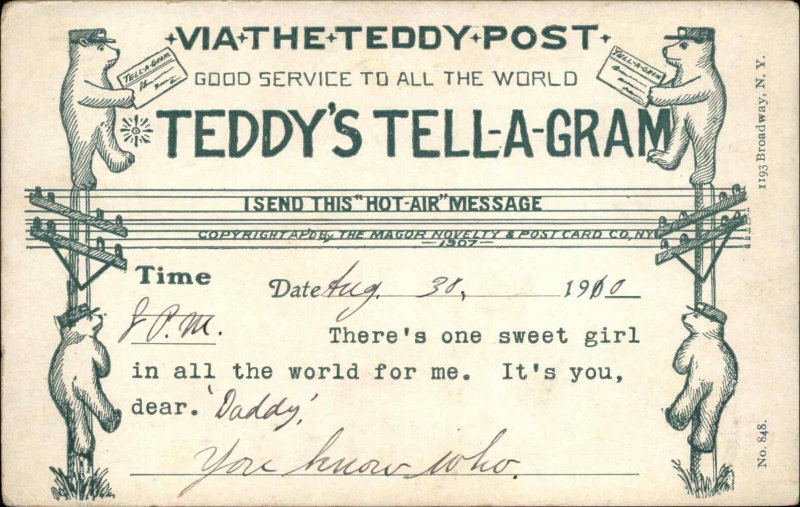 VIA THE TEDDY POST
TELL-A-GRAM
TELL-A-GRAM
GOOD SERVICE TO ALL THE WORLD
TEDDY'S TELL-A-GRAM
I SEND THIS "HOT-AIR" MESSAGE
COPYRIGHT AP'D By THE MAGOR NOVELTY & POST CARD CO, NY
—1907—
Time Date Aug. 30, 1910
8 P.M. There's one sweet girl
in all the world for me. It's you,
dear. 'Daddy'.
You know who.
1193 Broadway, N. Y.
No. 848.